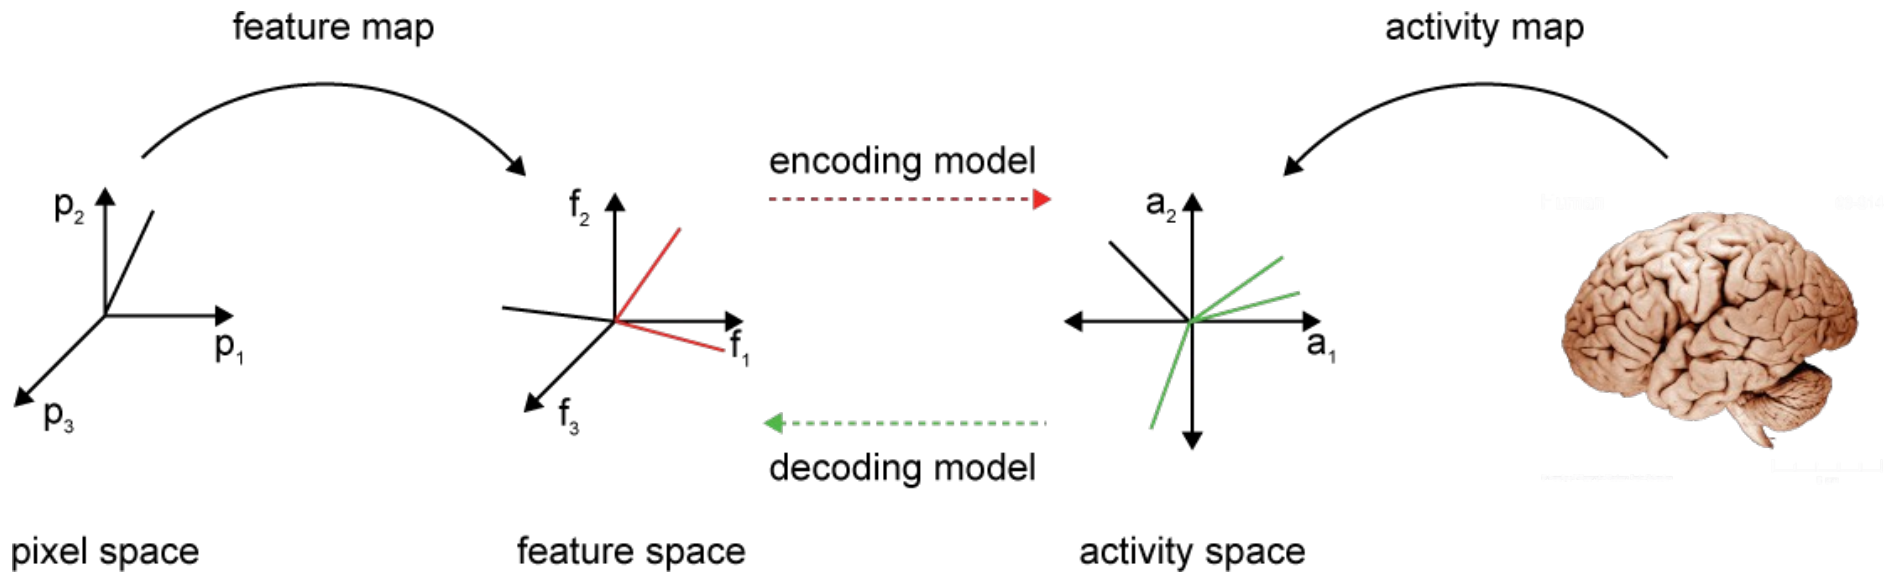 feature map
activity map
encoding model
p₂
f₂
a₂
p₁
f₁
a₁
p₃
f₃
decoding model
pixel space
feature space
activity space